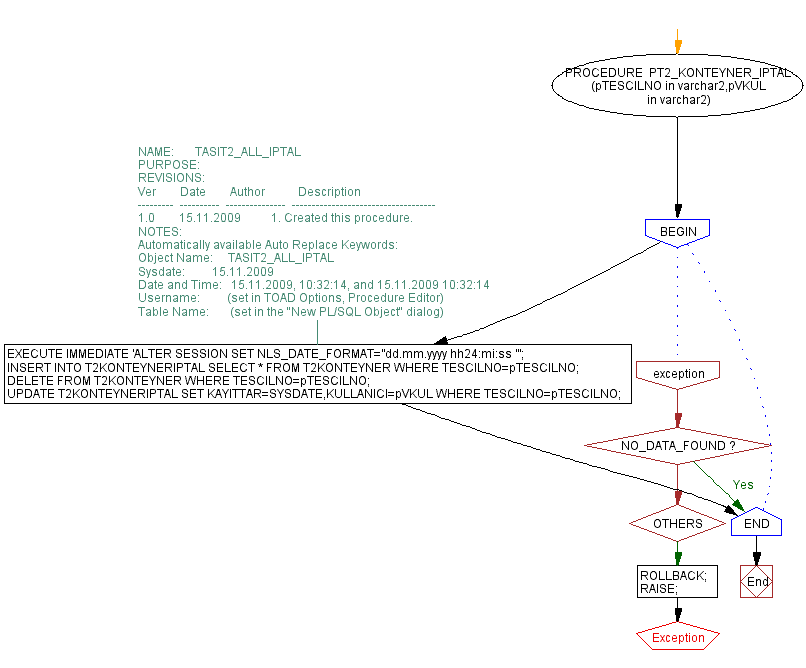 PROCEDURE  PT2_KONTEYNER_IPTAL
(pTESCILNO in varchar2,pVKUL
in varchar2)
NAME:       TASIT2_ALL_IPTAL
PURPOSE:
REVISIONS:
Ver        Date        Author           Description
---------  ----------  ---------------  ------------------------------------
1.0        15.11.2009          1. Created this procedure.
NOTES:
Automatically available Auto Replace Keywords:
Object Name:     TASIT2_ALL_IPTAL
Sysdate:         15.11.2009
Date and Time:   15.11.2009, 10:32:14, and 15.11.2009 10:32:14
Username:         (set in TOAD Options, Procedure Editor)
Table Name:       (set in the "New PL/SQL Object" dialog)
BEGIN
EXECUTE IMMEDIATE 'ALTER SESSION SET NLS_DATE_FORMAT="dd.mm.yyyy hh24:mi:ss "';
INSERT INTO T2KONTEYNERIPTAL SELECT * FROM T2KONTEYNER WHERE TESCILNO=pTESCILNO;
DELETE FROM T2KONTEYNER WHERE TESCILNO=pTESCILNO;
UPDATE T2KONTEYNERIPTAL SET KAYITTAR=SYSDATE,KULLANICI=pVKUL WHERE TESCILNO=pTESCILNO;
exception
NO_DATA_FOUND ?
Yes
OTHERS
END
ROLLBACK;
RAISE;
End
Exception